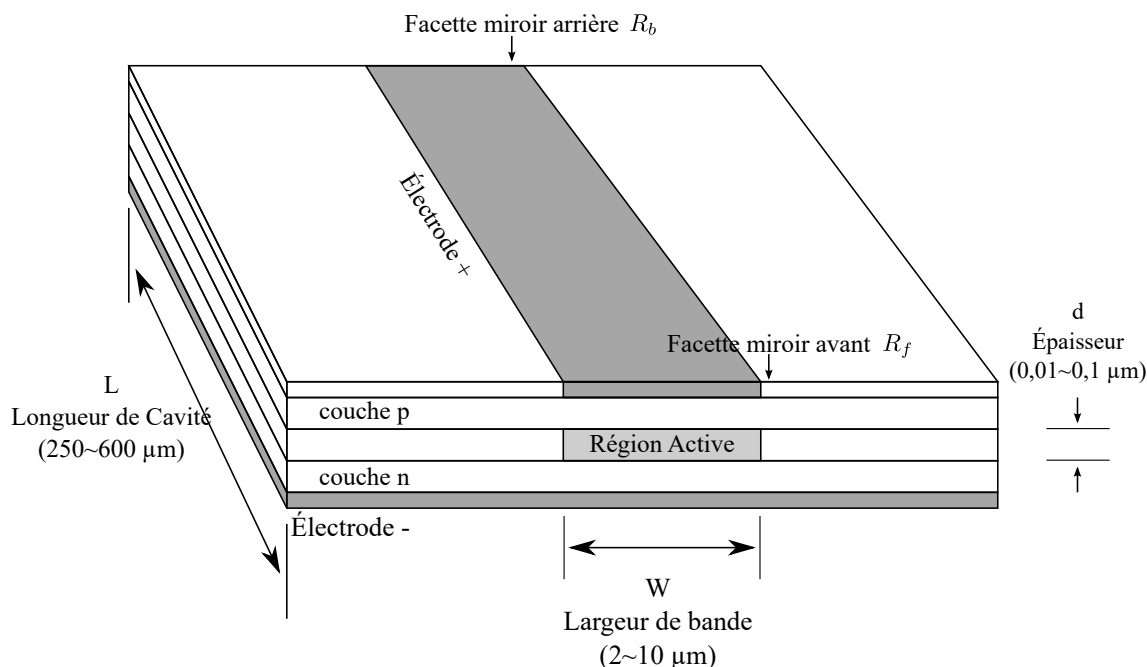 Facette miroir arrière R_b
Électrode +
Facette miroir avant R_f
d
Épaisseur
(0,01~0,1 µm)
L
Longueur de Cavité
(250~600 µm)
couche p
Région Active
couche n
Électrode -
W
Largeur de bande
(2~10 µm)